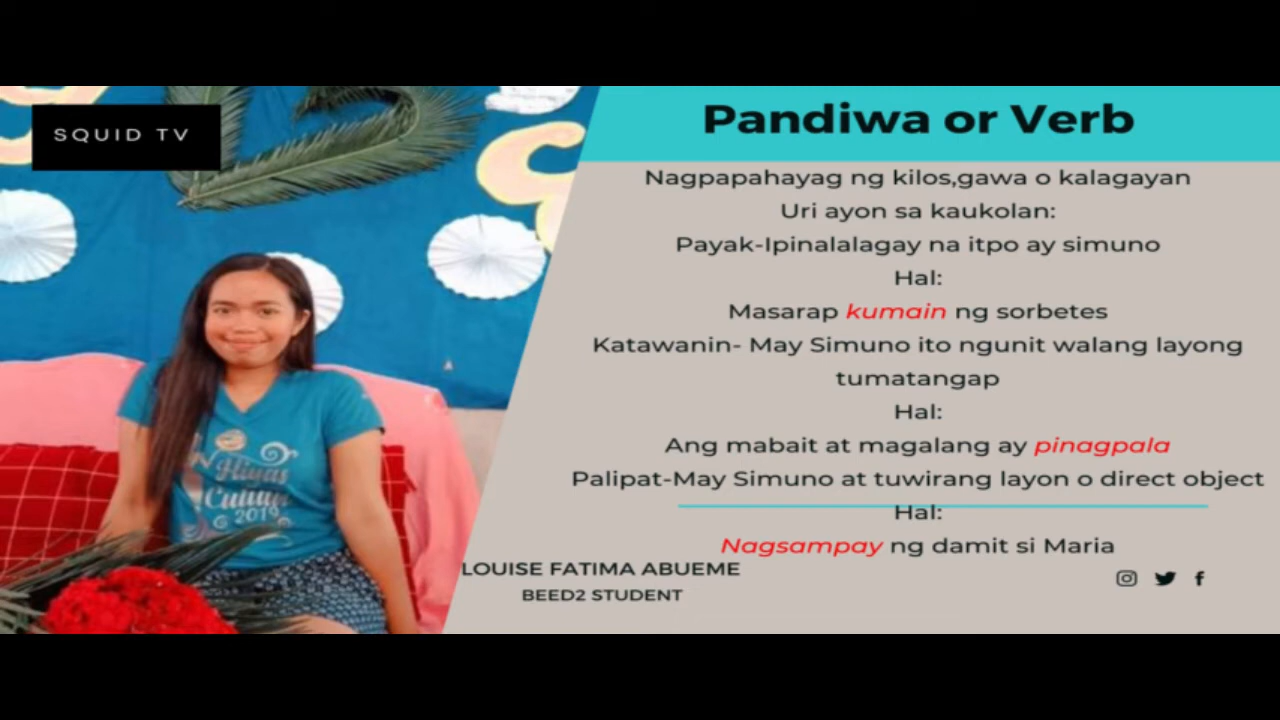 SQUID TV
Pandiwa or Verb
Nagpapahayag ng kilos,gawa o kalagayan
Uri ayon sa kaukolan:
Payak-Ipinalalagay na itpo ay simuno
Hal:
Masarap kumain ng sorbetes
Katawanin- May Simuno ito ngunit walang layong
tumatangap
Hal:
Ang mabait at magalang ay pinagpala
Palipat-May Simuno at tuwirang layon o direct object
Hal:
Nagsampay ng damit si Maria
LOUISE FATIMA ABUEME
BEED2 STUDENT
Hiyas
2019